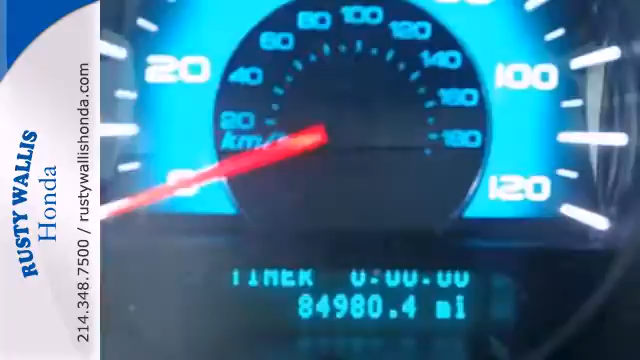 RUSTY WALLIS
Honda
214.348.7500 / rustywallishonda.com
80
100
120
60
140
20
40
100
160
20
180
km/
0
120
TIMER 0:00:00
84980.4 mi